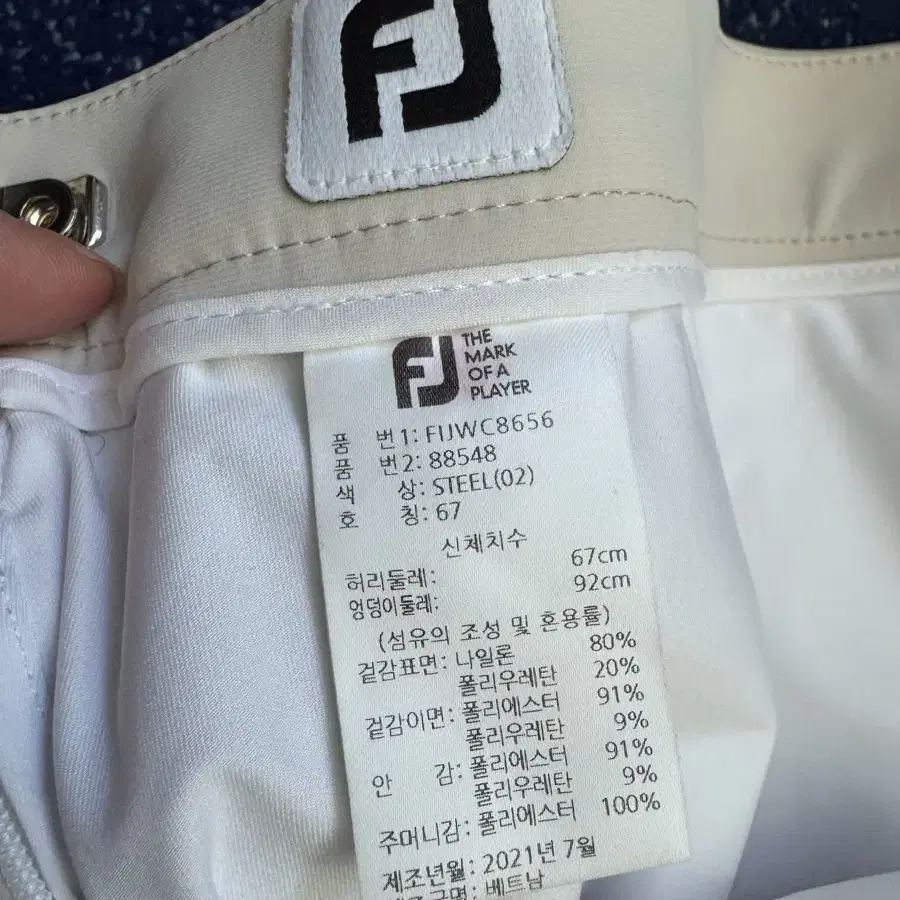 FJ
FJ THE
MARK
OF A
PLAYER
품 번1: FIJWC8656
품 번2: 88548
색 상: STEEL(02)
호 칭: 67
신체치수
허리둘레: 67cm
엉덩이둘레: 92cm
(섬유의 조성 및 혼용률)
겉감표면: 나일론 80%
폴리우레탄 20%
겉감이면: 폴리에스터 91%
폴리우레탄 9%
안 감: 폴리에스터 91%
폴리우레탄 9%
주머니감: 폴리에스터 100%
제조년월: 2021년 7월
제조국명: 베트남